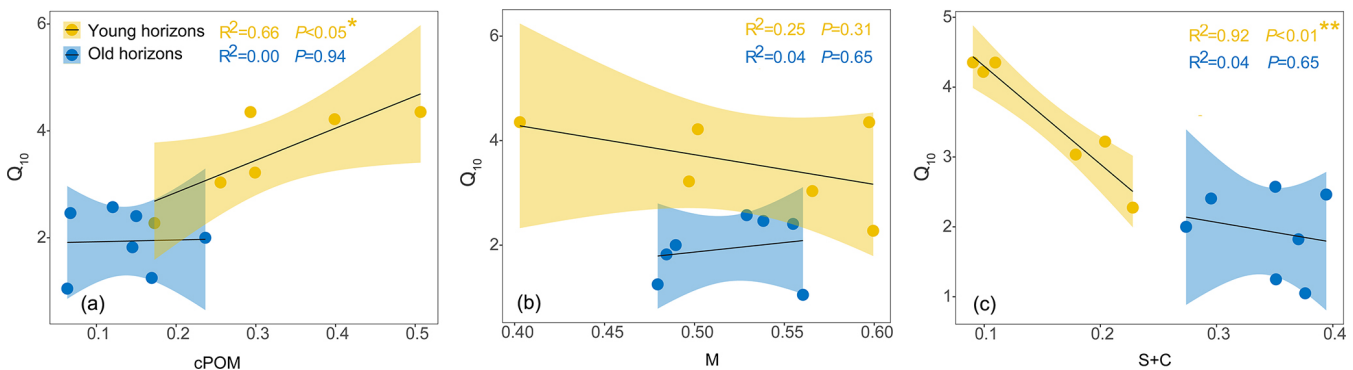 Young horizons R²=0.66 P<0.05*
Old horizons R²=0.00 P=0.94
6
4
2
Q₁₀
(a)
0.1 0.2 0.3 0.4 0.5
cPOM
R²=0.25 P=0.31
R²=0.04 P=0.65
6
4
2
Q₁₀
(b)
0.40 0.45 0.50 0.55 0.60
M
R²=0.92 P<0.01**
R²=0.04 P=0.65
5
4
3
2
1
Q₁₀
(c)
0.1 0.2 0.3 0.4
S+C